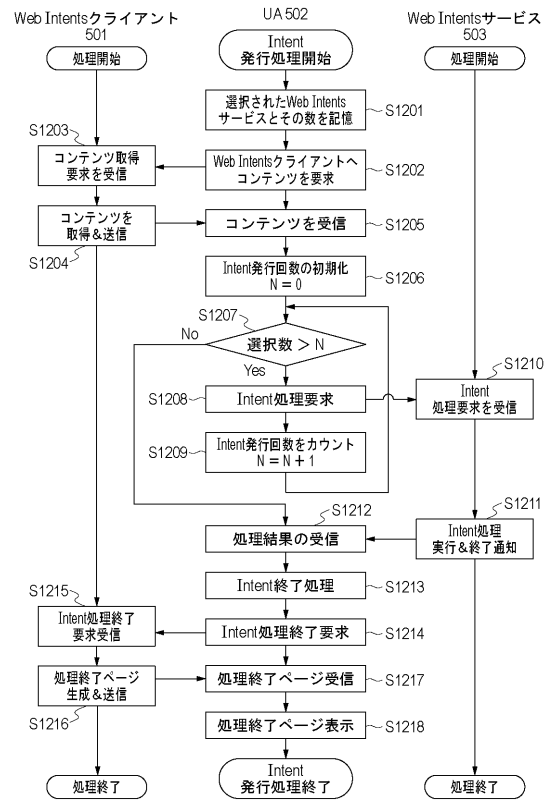 Web Intentsクライアント
501
UA 502
Web Intentsサービス
503
処理開始
Intent
発行処理開始
処理開始
選択されたWeb Intents
サービスとその数を記憶
S1201
S1203
コンテンツ取得
要求を受信
Web Intentsクライアントへ
コンテンツを要求
S1202
コンテンツを
取得&送信
S1204
コンテンツを受信
S1205
Intent発行回数の初期化
N = 0
S1206
S1207
No
選択数 > N
Yes
S1208
Intent処理要求
S1210
Intent
処理要求を受信
S1209
Intent発行回数をカウント
N = N + 1
S1212
処理結果の受信
S1211
Intent処理
実行&終了通知
Intent終了処理
S1213
S1215
Intent処理終了
要求受信
Intent処理終了要求
S1214
処理終了ページ
生成&送信
S1216
処理終了ページ受信
S1217
処理終了ページ表示
S1218
処理終了
Intent
発行処理終了
処理終了